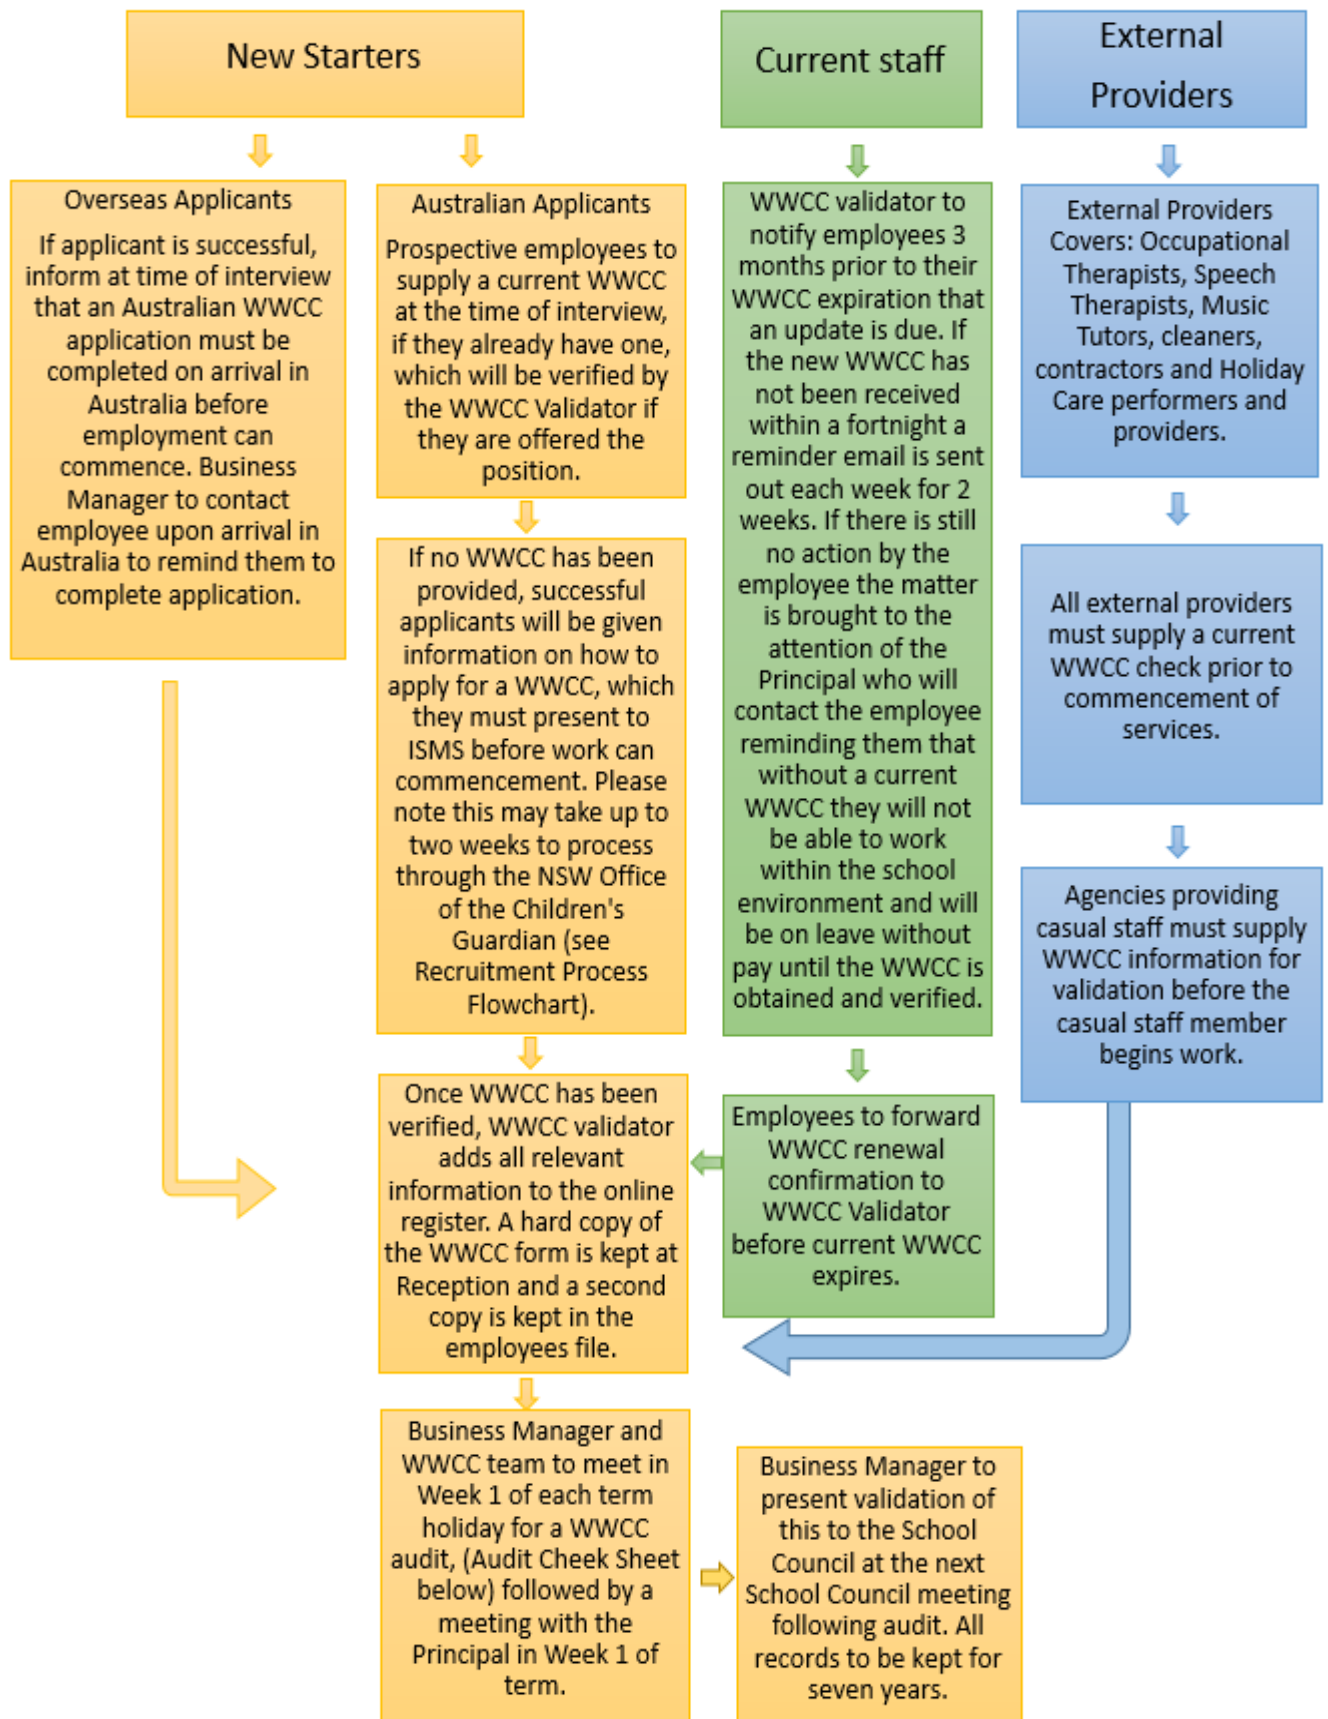 New Starters
Overseas Applicants
If applicant is successful,
inform at time of interview
that an Australian WWCC
application must be
completed on arrival in
Australia before
employment can
commence. Business
Manager to contact
employee upon arrival in
Australia to remind them to
complete application.
Australian Applicants
Prospective employees to
supply a current WWCC
at the time of interview,
if they already have one,
which will be verified by
the WWCC Validator if
they are offered the
position.
If no WWCC has been
provided, successful
applicants will be given
information on how to
apply for a WWCC, which
they must present to
ISMS before work can
commencement. Please
note this may take up to
two weeks to process
through the NSW Office
of the Children's
Guardian (see
Recruitment Process
Flowchart).
Current staff
WWCC validator to
notify employees 3
months prior to their
WWCC expiration that
an update is due. If
the new WWCC has
not been received
within a fortnight a
reminder email is sent
out each week for 2
weeks. If there is still
no action by the
employee the matter
is brought to the
attention of the
Principal who will
contact the employee
reminding them that
without a current
WWCC they will not
be able to work
within the school
environment and will
be on leave without
pay until the WWCC is
obtained and verified.
Employees to forward
WWCC renewal
confirmation to
WWCC Validator
before current WWCC
expires.
External
Providers
External Providers
Covers: Occupational
Therapists, Speech
Therapists, Music
Tutors, cleaners,
contractors and Holiday
Care performers and
providers.
All external providers
must supply a current
WWCC check prior to
commencement of
services.
Agencies providing
casual staff must supply
WWCC information for
validation before the
casual staff member
begins work.
Once WWCC has been
verified, WWCC validator
adds all relevant
information to the online
register. A hard copy of
the WWCC form is kept at
Reception and a second
copy is kept in the
employees file.
Business Manager and
WWCC team to meet in
Week 1 of each term
holiday for a WWCC
audit, (Audit Cheek Sheet
below) followed by a
meeting with the
Principal in Week 1 of
term.
Business Manager to
present validation of
this to the School
Council at the next
School Council meeting
following audit. All
records to be kept for
seven years.